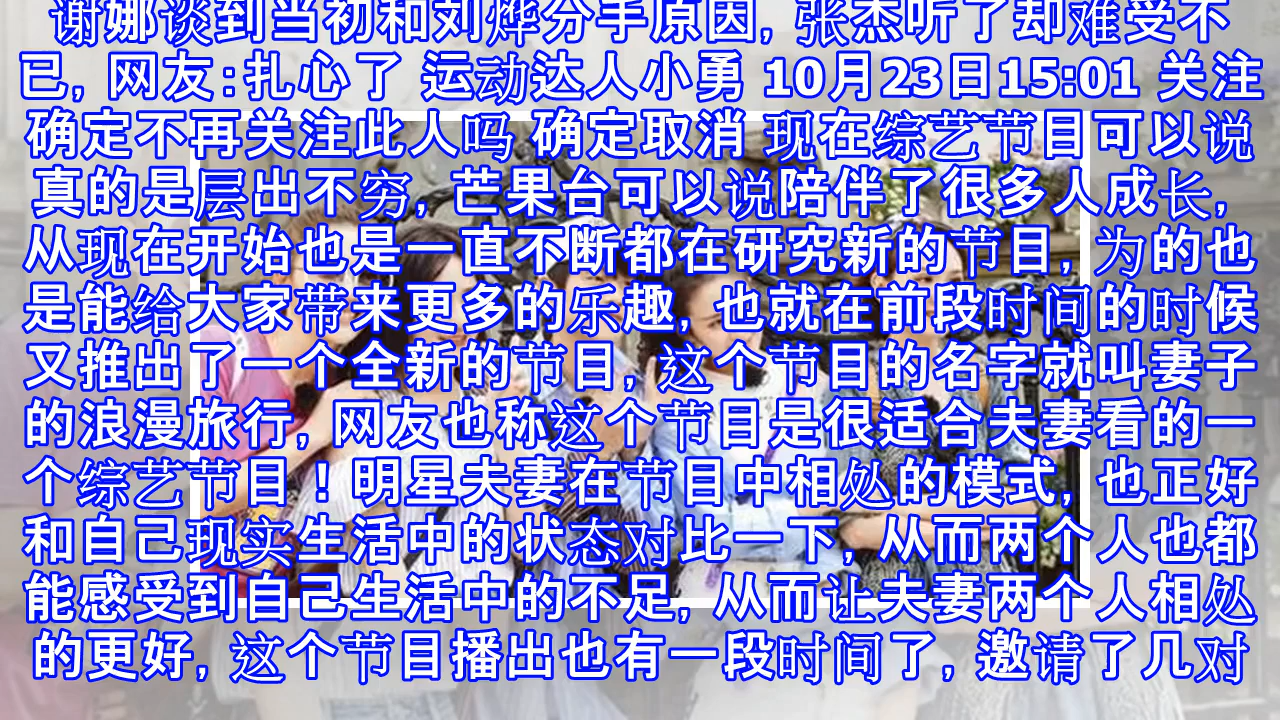 谢娜谈到当初和刘烨分手原因, 张杰听了却难受不
已, 网友:扎心了 运动达人小勇 10月23日15:01 关注
确定不再关注此人吗 确定取消 现在综艺节目可以说
真的是层出不穷, 芒果台可以说陪伴了很多人成长,
从现在开始也是一直不断都在研究新的节目, 为的也
是能给大家带来更多的乐趣, 也就在前段时间的时候
又推出了一个全新的节目, 这个节目的名字就叫妻子
的浪漫旅行, 网友也称这个节目是很适合夫妻看的一
个综艺节目！明星夫妻在节目中相处的模式, 也正好
和自己现实生活中的状态对比一下, 从而两个人也都
能感受到自己生活中的不足, 从而让夫妻两个人相处
的更好, 这个节目播出也有一段时间了, 邀请了几对